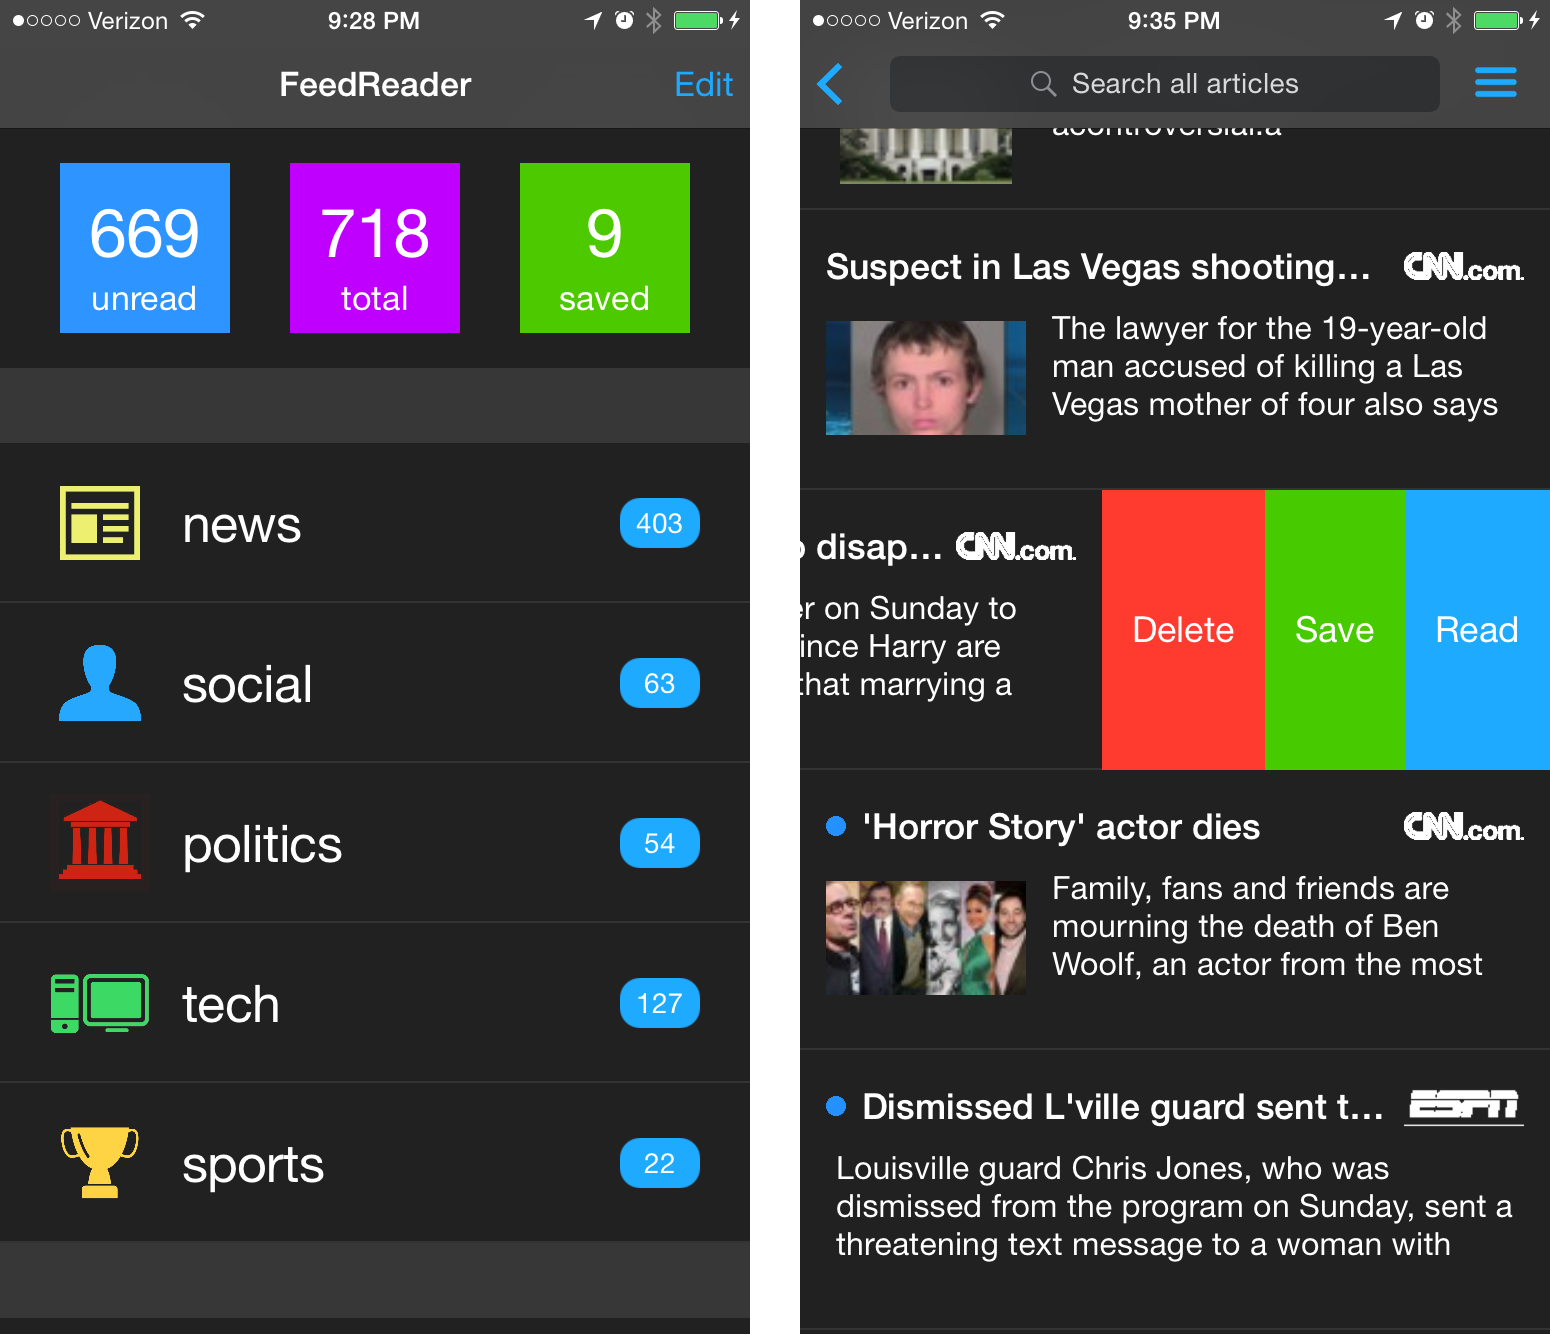 Verizon 9:28 PM
FeedReader Edit
669 718 9
unread total saved
news 403
social 63
politics 54
tech 127
sports 22
Verizon 9:35 PM
Search all articles
acontroversial.a
Suspect in Las Vegas shooting... CNN.com.
The lawyer for the 19-year-old
man accused of killing a Las
Vegas mother of four also says
disap... CNN.com.
on Sunday to
Harry are
that marrying a
Delete Save Read
'Horror Story' actor dies CNN.com.
Family, fans and friends are
mourning the death of Ben
Woolf, an actor from the most
Dismissed L'ville guard sent t... ESPN
Louisville guard Chris Jones, who was
dismissed from the program on Sunday, sent a
threatening text message to a woman with